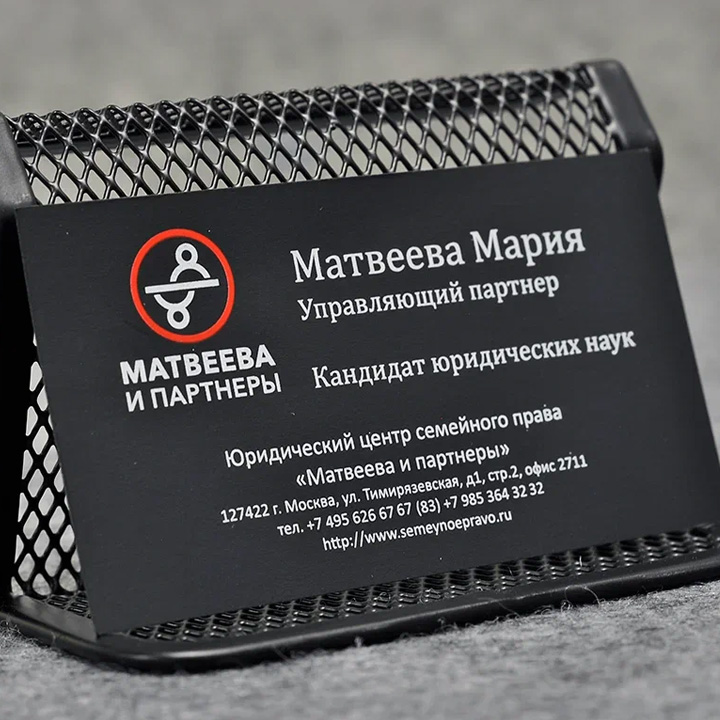 МАТВЕЕВА
И ПАРТНЕРЫ
Матвеева Мария
Управляющий партнер
Кандидат юридических наук
Юридический центр семейного права
«Матвеева и партнеры»
127422 г. Москва, ул. Тимирязевская, д1, стр.2, офис 2711
тел. +7 495 626 67 67 (83) +7 985 364 32 32
http://www.semeynoepravo.ru